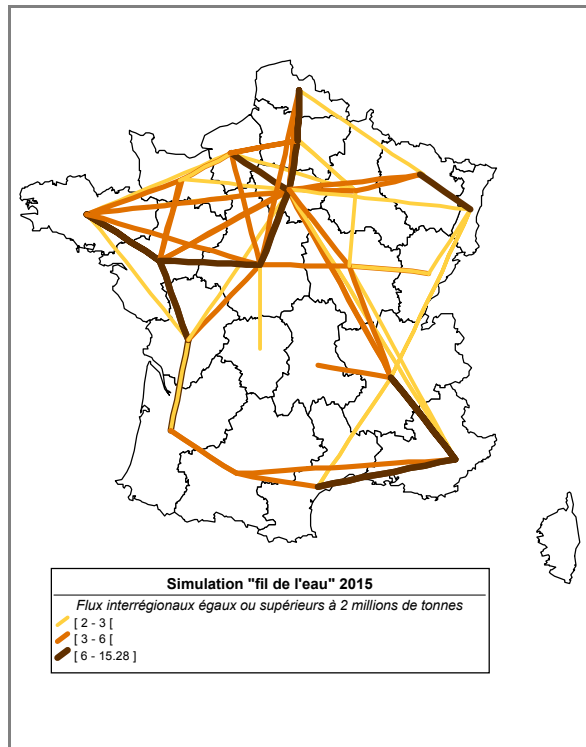 Simulation "fil de l'eau" 2015
Flux interrégionaux égaux ou supérieurs à 2 millions de tonnes
[ 2 - 3 [
[ 3 - 6 [
[ 6 - 15.28 ]